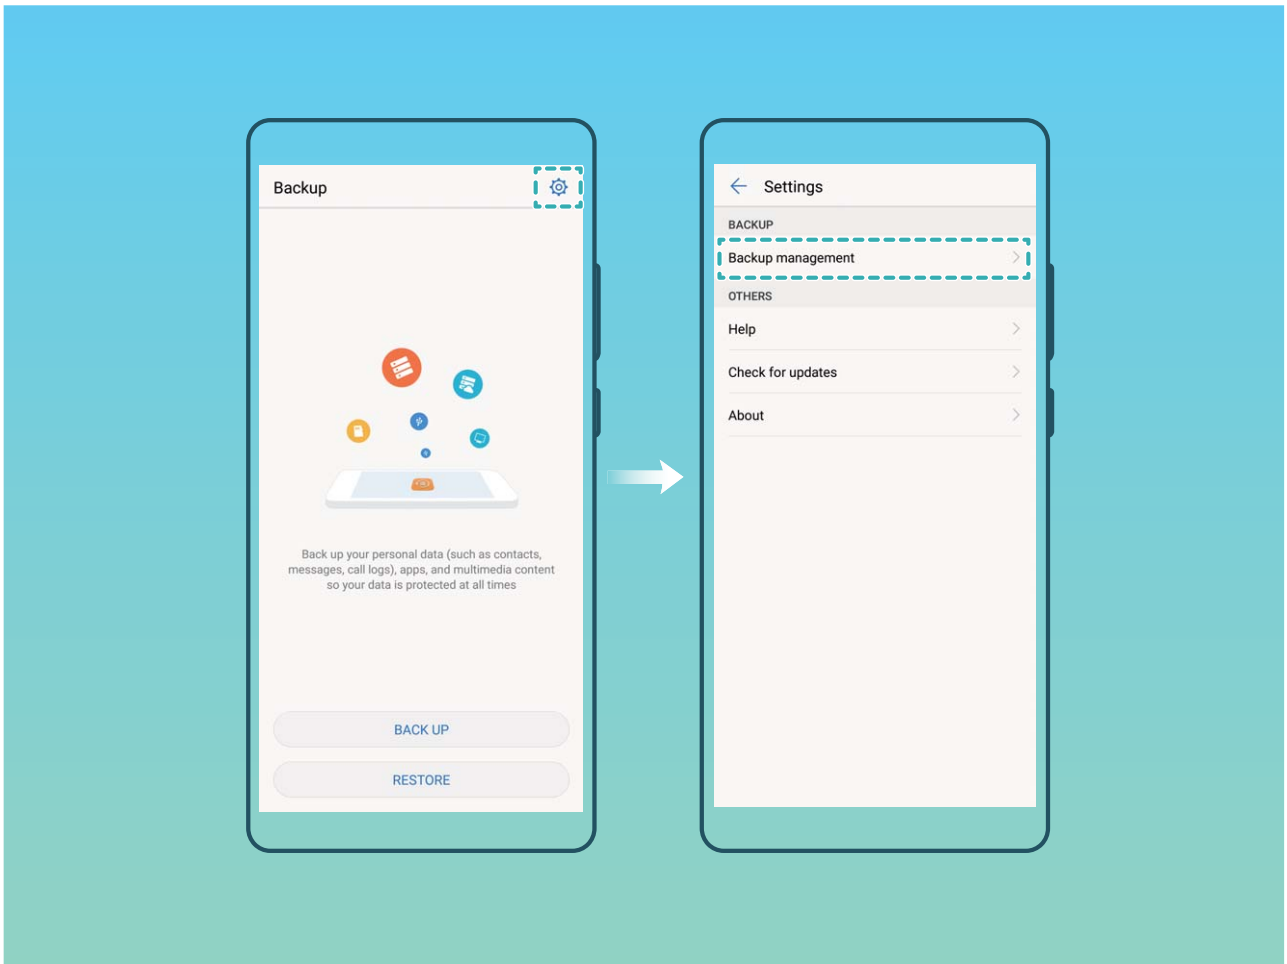 Backup
Back up your personal data (such as contacts,
messages, call logs), apps, and multimedia content
so your data is protected at all times
BACK UP
RESTORE
Settings
BACKUP
Backup management
OTHERS
Help
Check for updates
About